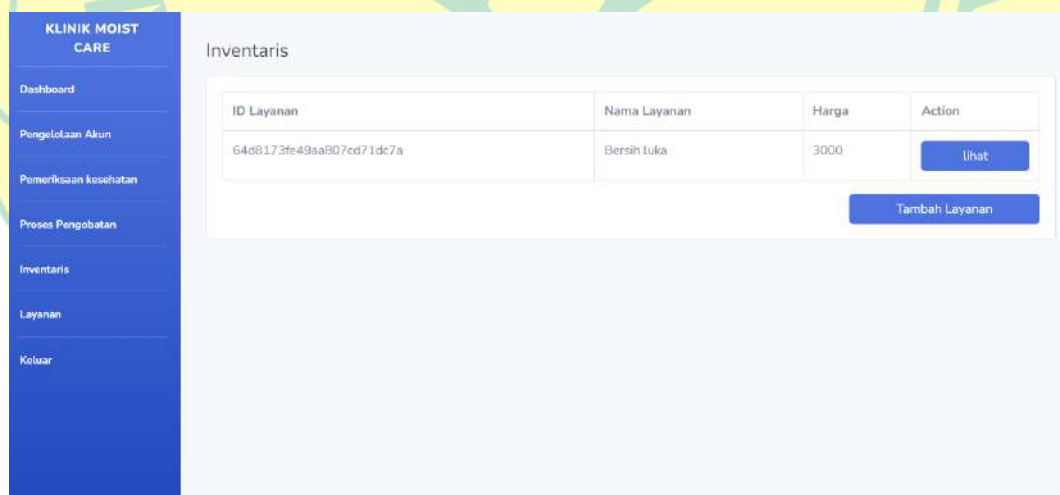 KLINIK MOIST
CARE
Dashboard
Pengelolaan Akun
Pemeriksaan kesehatan
Proses Pengobatan
Inventaris
Layanan
Keluar
Inventaris
ID Layanan Nama Layanan Harga Action
64d8173fe49aa807cd71dc7a Bersih luka 3000 lihat
Tambah Layanan